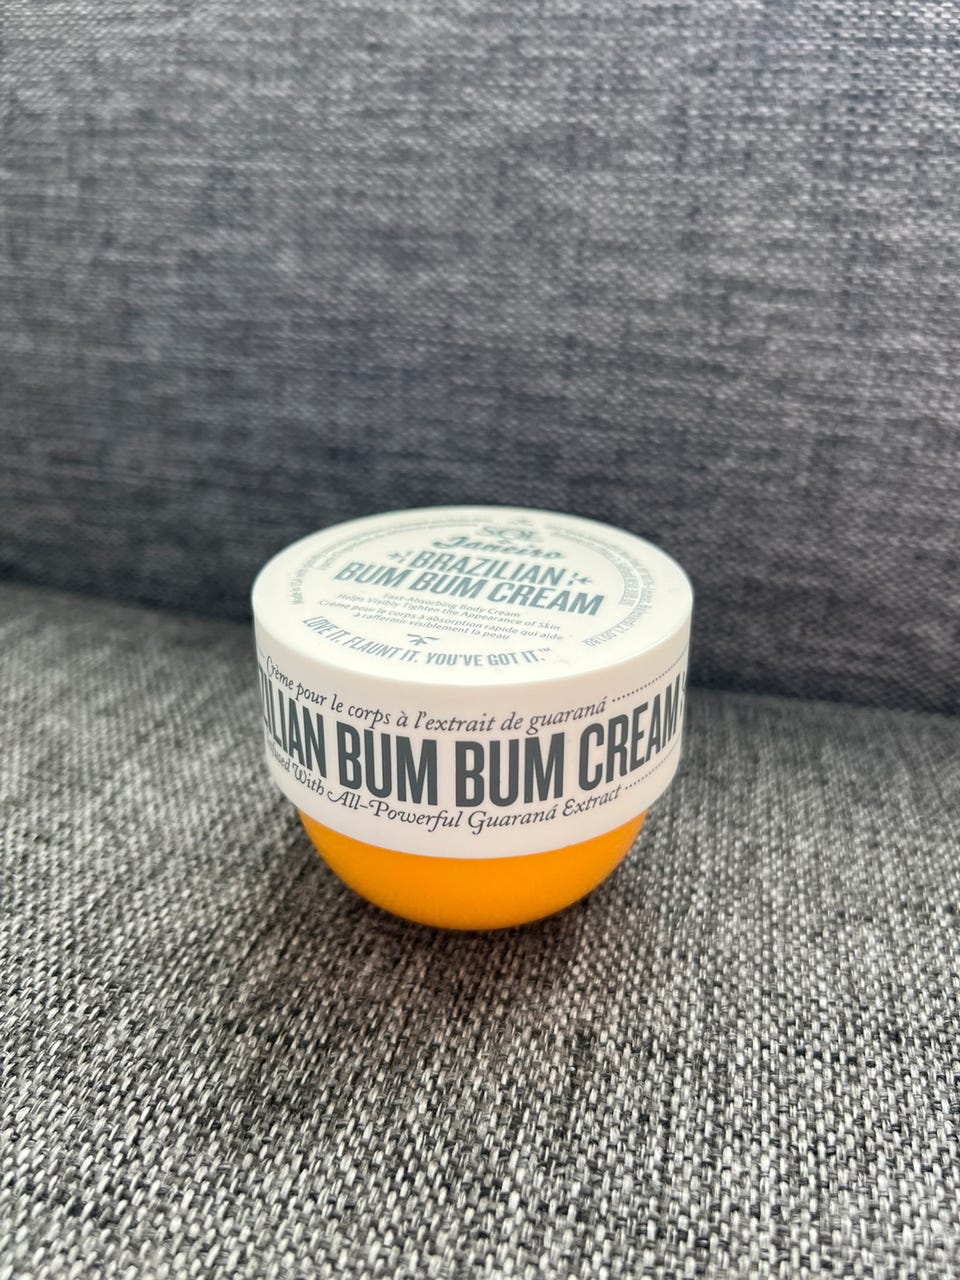 SOL
de
Janeiro
BRAZILIAN
BUM BUM CREAM
Fast-Absorbing Body Cream
Helps Visibly Tighten the Appearance of Skin
Crème pour le corps à absorption rapide qui aide
à raffermir visiblement la peau
LOVE IT. FLAUNT IT. YOU'VE GOT IT.™
Crème pour le corps à l'extrait de guaraná
ILIAN BUM BUM CREAM
With All-Powerful Guaraná Extract